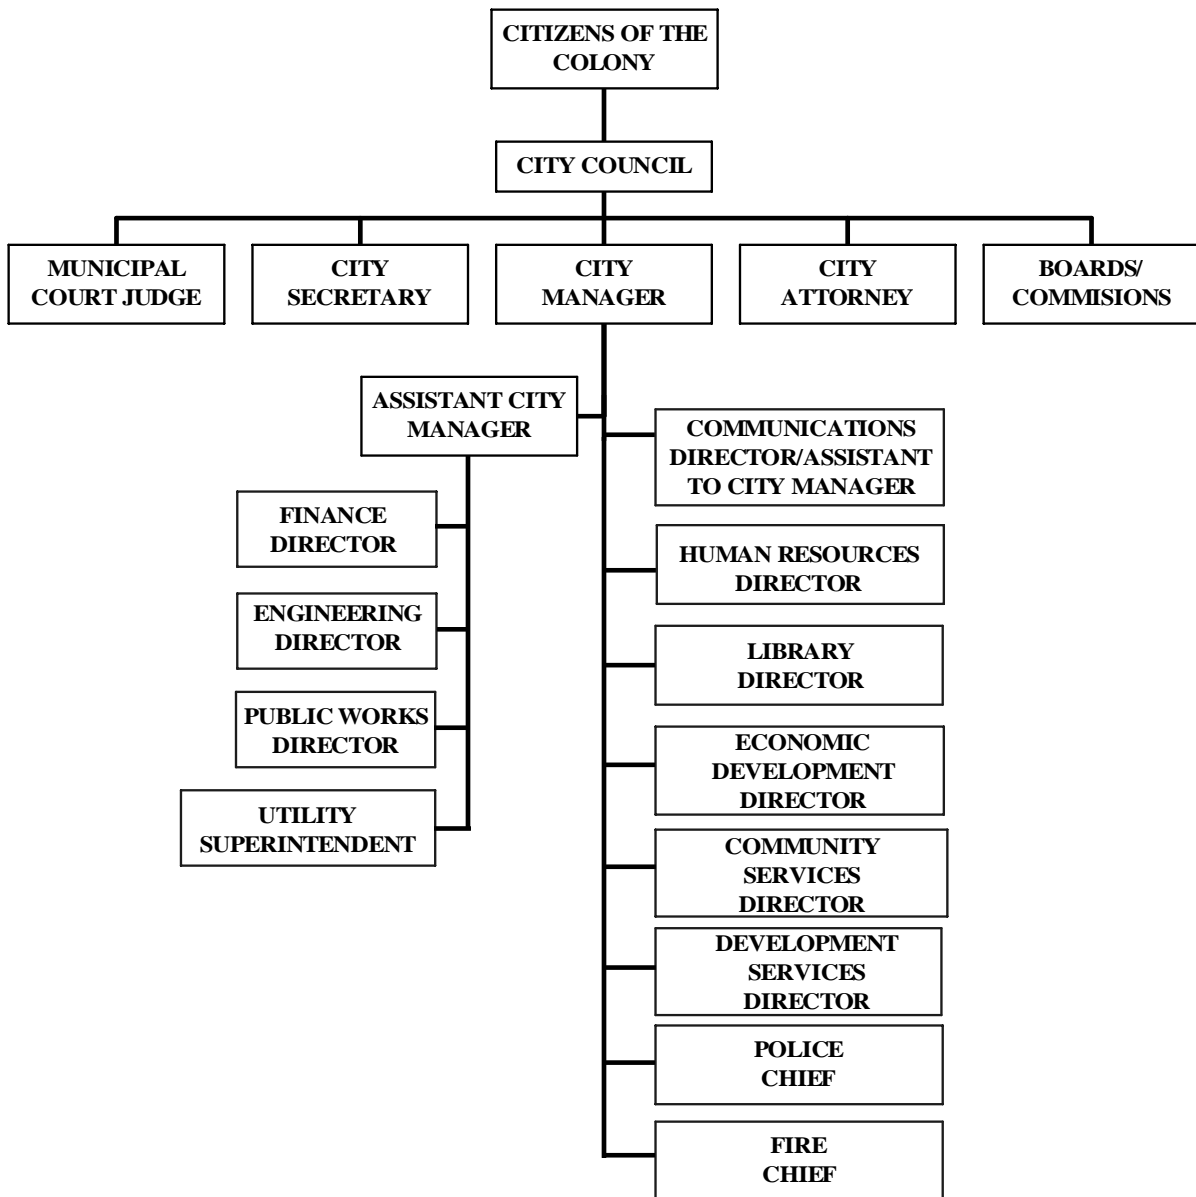 CITIZENS OF THE
COLONY
CITY COUNCIL
MUNICIPAL
COURT JUDGE
CITY
SECRETARY
CITY
MANAGER
CITY
ATTORNEY
BOARDS/
COMMISIONS
ASSISTANT CITY
MANAGER
FINANCE
DIRECTOR
ENGINEERING
DIRECTOR
PUBLIC WORKS
DIRECTOR
UTILITY
SUPERINTENDENT
COMMUNICATIONS
DIRECTOR/ASSISTANT
TO CITY MANAGER
HUMAN RESOURCES
DIRECTOR
LIBRARY
DIRECTOR
ECONOMIC
DEVELOPMENT
DIRECTOR
COMMUNITY
SERVICES
DIRECTOR
DEVELOPMENT
SERVICES
DIRECTOR
POLICE
CHIEF
FIRE
CHIEF